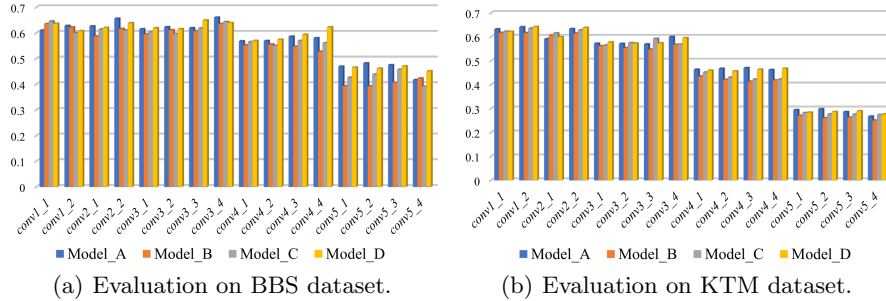 0.7
0.6
0.5
0.4
0.3
0.2
0.1
0
conv1_1 conv1_2 conv2_1 conv2_2 conv3_1 conv3_2 conv3_3 conv3_4 conv4_1 conv4_2 conv4_3 conv4_4 conv5_1 conv5_2 conv5_3 conv5_4
Model_A Model_B Model_C Model_D
(a) Evaluation on BBS dataset.
0.7
0.6
0.5
0.4
0.3
0.2
0.1
0
conv1_1 conv1_2 conv2_1 conv2_2 conv3_1 conv3_2 conv3_3 conv3_4 conv4_1 conv4_2 conv4_3 conv4_4 conv5_1 conv5_2 conv5_3 conv5_4
Model_A Model_B Model_C Model_D
(b) Evaluation on KTM dataset.